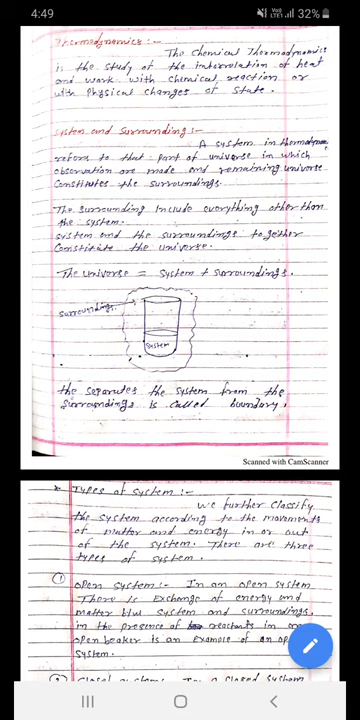 4:49
Vo))
LTE1
32%
Thermodynamics :-
The Chemical Thermodynamics
is the study of the interrelation of heat
and work with chemical reaction or
with physical changes of state.
System and Surroundings :-
A system in thermodynamic
refers to that part of universe in which
observation are made and remaining universe
constitutes the surroundings.
The surrounding include everything other than
the system.
system and the surroundings together
constitute the universe.
The universe = system + surroundings.
surroundings
system
the separates the system from the
surroundings is called boundary.
Scanned with CamScanner
* Types of system :-
we further classify
the system according to the movements
of matter and energy in or out
of the system. There are three
types of system.
① open system :- In an open system
There is exchange of energy and
matter b/w system and surroundings.
in the presence of reactants in an
open beaker is an example of an open
system.
In a closed system